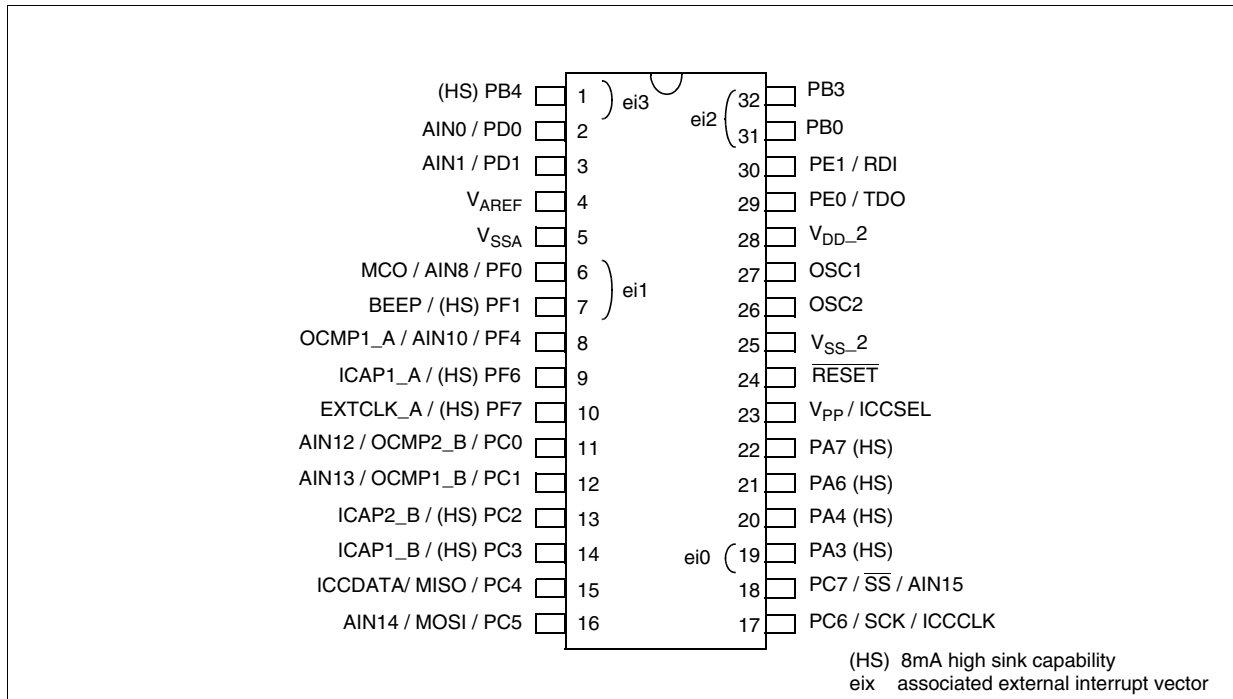 (HS) PB4 1 ei3 ei2 32 PB3
AIN0 / PD0 2 31 PB0
AIN1 / PD1 3 30 PE1 / RDI
VAREF 4 29 PE0 / TDO
VSSA 5 28 VDD_2
MCO / AIN8 / PF0 6 ei1 27 OSC1
BEEP / (HS) PF1 7 26 OSC2
OCMP1_A / AIN10 / PF4 8 25 VSS_2
ICAP1_A / (HS) PF6 9 24 RESET
EXTCLK_A / (HS) PF7 10 23 VPP / ICCSEL
AIN12 / OCMP2_B / PC0 11 22 PA7 (HS)
AIN13 / OCMP1_B / PC1 12 21 PA6 (HS)
ICAP2_B / (HS) PC2 13 20 PA4 (HS)
ICAP1_B / (HS) PC3 14 ei0 19 PA3 (HS)
ICCDATA/ MISO / PC4 15 18 PC7 / SS / AIN15
AIN14 / MOSI / PC5 16 17 PC6 / SCK / ICCCLK
(HS) 8mA high sink capability
eix associated external interrupt vector